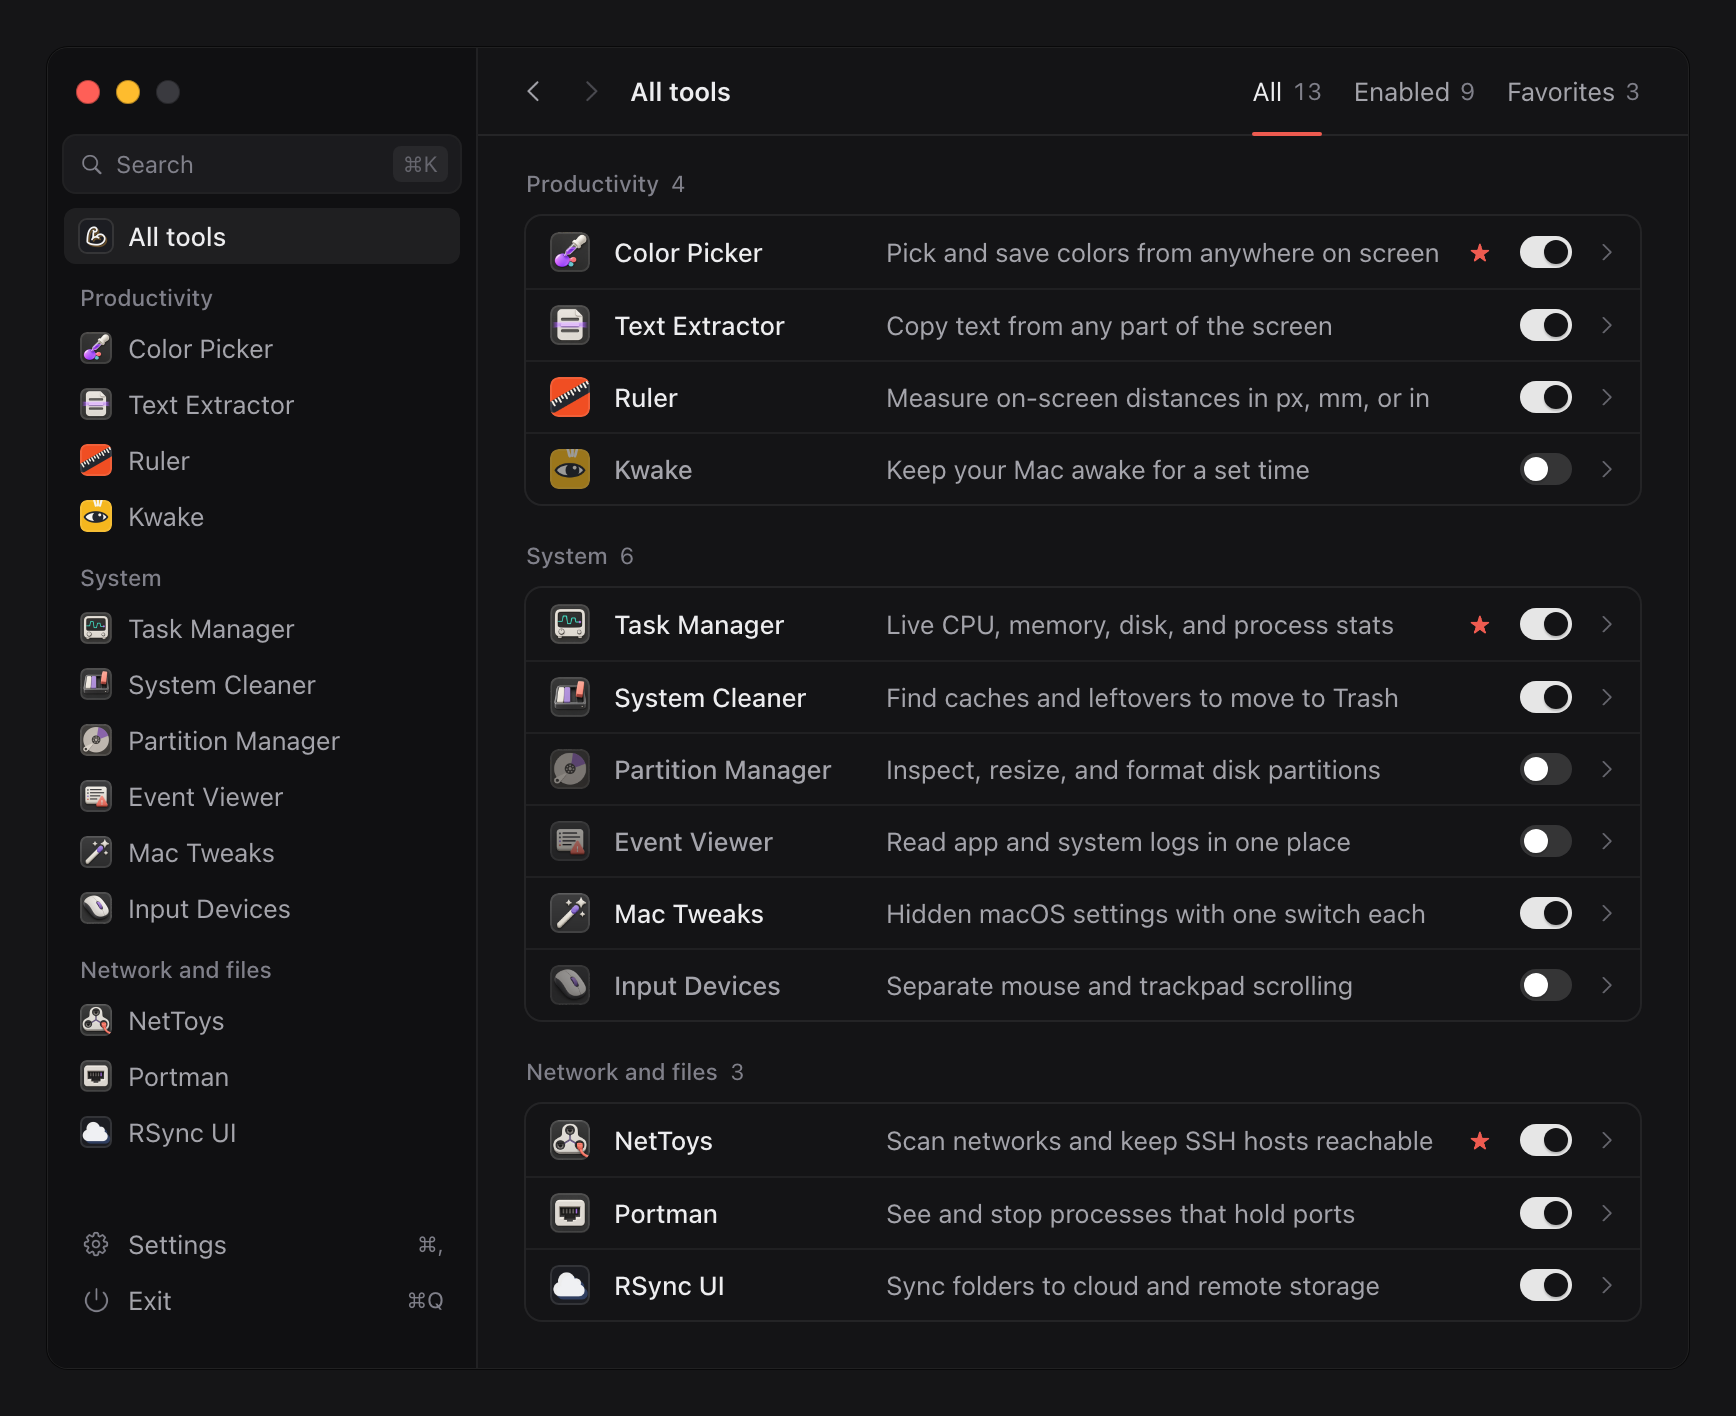 Search ⌘K
All tools
Productivity
Color Picker
Text Extractor
Ruler
Kwake
System
Task Manager
System Cleaner
Partition Manager
Event Viewer
Mac Tweaks
Input Devices
Network and files
NetToys
Portman
RSync UI
Settings ⌘,
Exit ⌘Q
All tools
All 13 Enabled 9 Favorites 3
Productivity 4
Color Picker Pick and save colors from anywhere on screen
Text Extractor Copy text from any part of the screen
Ruler Measure on-screen distances in px, mm, or in
Kwake Keep your Mac awake for a set time
System 6
Task Manager Live CPU, memory, disk, and process stats
System Cleaner Find caches and leftovers to move to Trash
Partition Manager Inspect, resize, and format disk partitions
Event Viewer Read app and system logs in one place
Mac Tweaks Hidden macOS settings with one switch each
Input Devices Separate mouse and trackpad scrolling
Network and files 3
NetToys Scan networks and keep SSH hosts reachable
Portman See and stop processes that hold ports
RSync UI Sync folders to cloud and remote storage